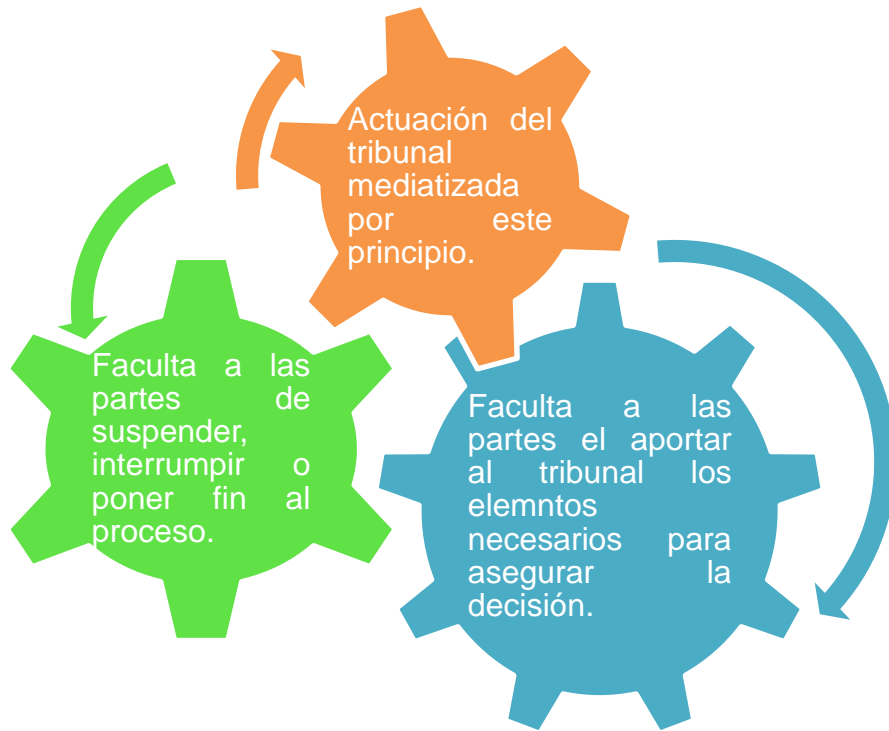 Actuación del
tribunal
mediatizada
por este
principio.
Faculta a las
partes de
suspender,
interrumpir o
poner fin al
proceso.
Faculta a las
partes el aportar
al tribunal los
elemntos
necesarios para
asegurar la
decisión.